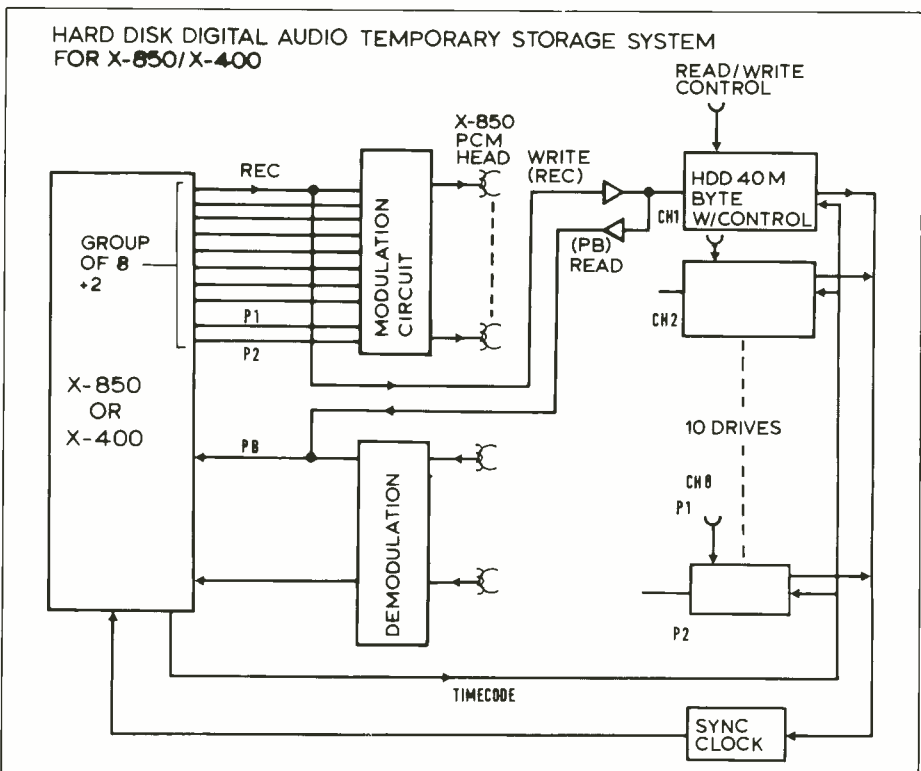 HARD DISK DIGITAL AUDIO TEMPORARY STORAGE SYSTEM
FOR X-850/X-400
READ/WRITE
CONTROL
X-850
PCM
HEAD
REC
WRITE
(REC)
HDD 40 M
BYTE
W/CONTROL
CH1
GROUP
OF 8
+2
MODULATION
CIRCUIT
(PB)
READ
CH2
P1
P2
X-850
OR
X-400
10 DRIVES
PB
DEMODULATION
CH8
P1
P2
TIMECODE
SYNC
CLOCK